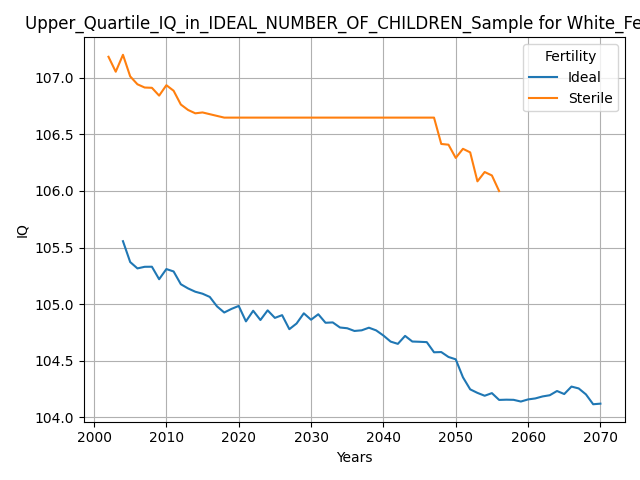 Upper_Quartile_IQ_in_IDEAL_NUMBER_OF_CHILDREN_Sample for White_Fe
Fertility
Ideal
Sterile
107.0
106.5
106.0
105.5
105.0
104.5
104.0
IQ
2000 2010 2020 2030 2040 2050 2060 2070
Years